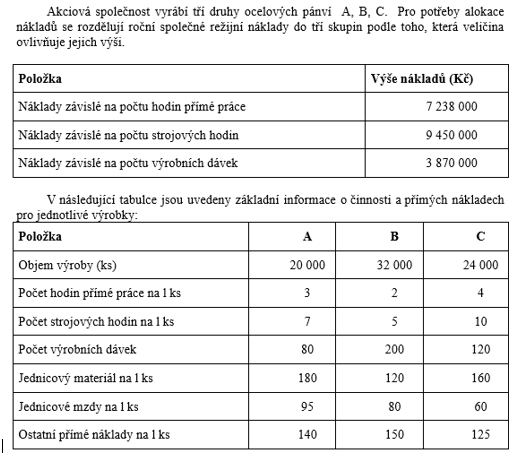 Akciová společnost vyrábí tří druhy ocelových pánví A, B, C. Pro potřeby alokace
nákladů se rozdělují roční společné režijní náklady do tří skupin podle toho, která veličina
ovlivňuje jejich výši.
Položka Výše nákladů (Kč)
Náklady závislé na počtu hodin přímé práce 7 238 000
Náklady závislé na počtu strojových hodin 9 450 000
Náklady závislé na počtu výrobních dávek 3 870 000
V následující tabulce jsou uvedeny základní informace o činnosti a přímých nákladech
pro jednotlivé výrobky:
Položka A B C
Objem výroby (ks) 20 000 32 000 24 000
Počet hodin přímé práce na 1 ks 3 2 4
Počet strojových hodin na 1 ks 7 5 10
Počet výrobních dávek 80 200 120
Jednicový materiál na 1 ks 180 120 160
Jednicové mzdy na 1 ks 95 80 60
Ostatní přímé náklady na 1 ks 140 150 125